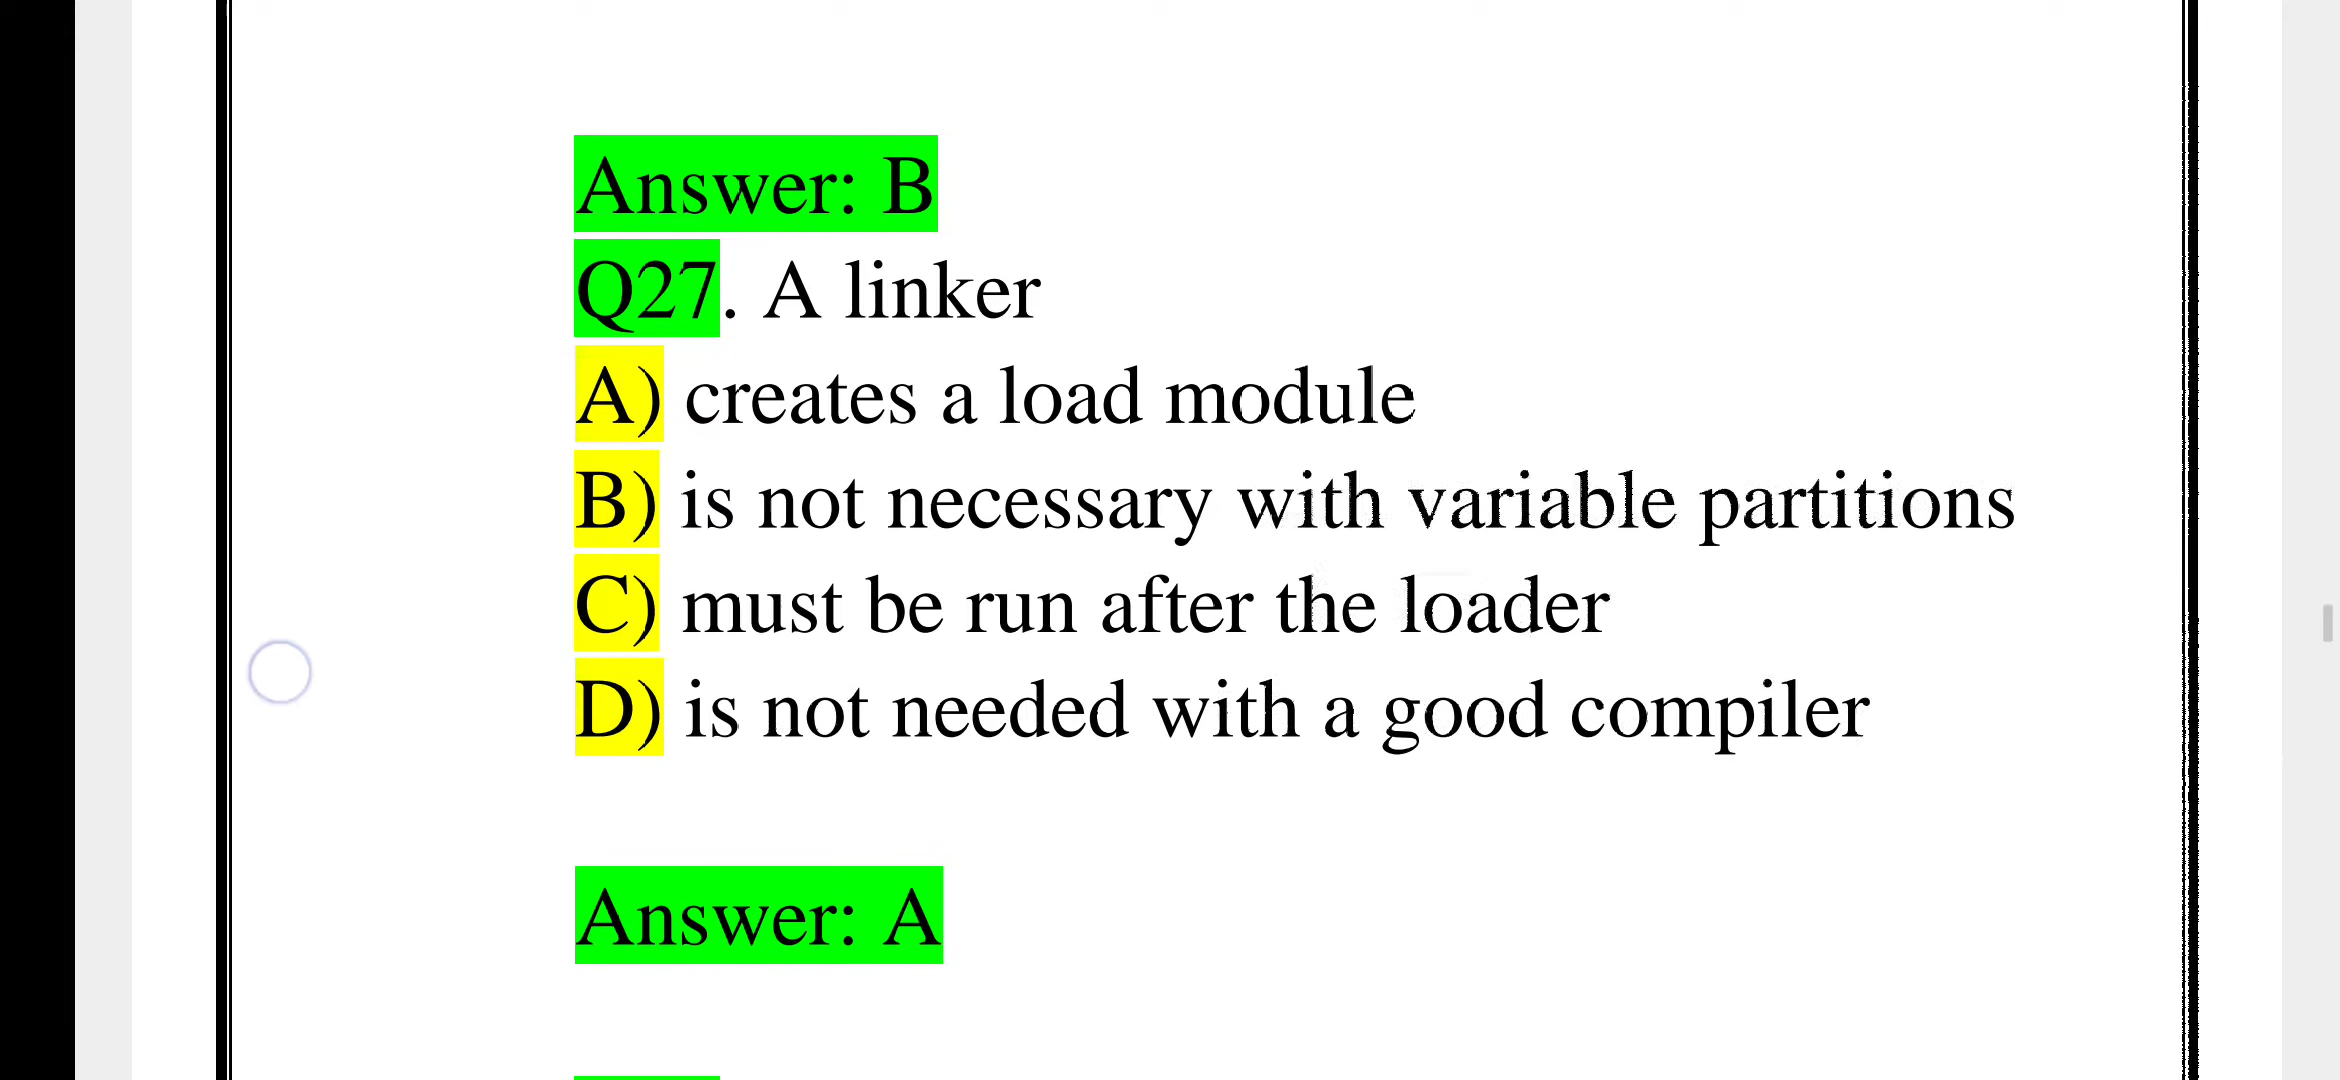 Answer: B
Q27. A linker
A) creates a load module
B) is not necessary with variable partitions
C) must be run after the loader
D) is not needed with a good compiler
Answer: A